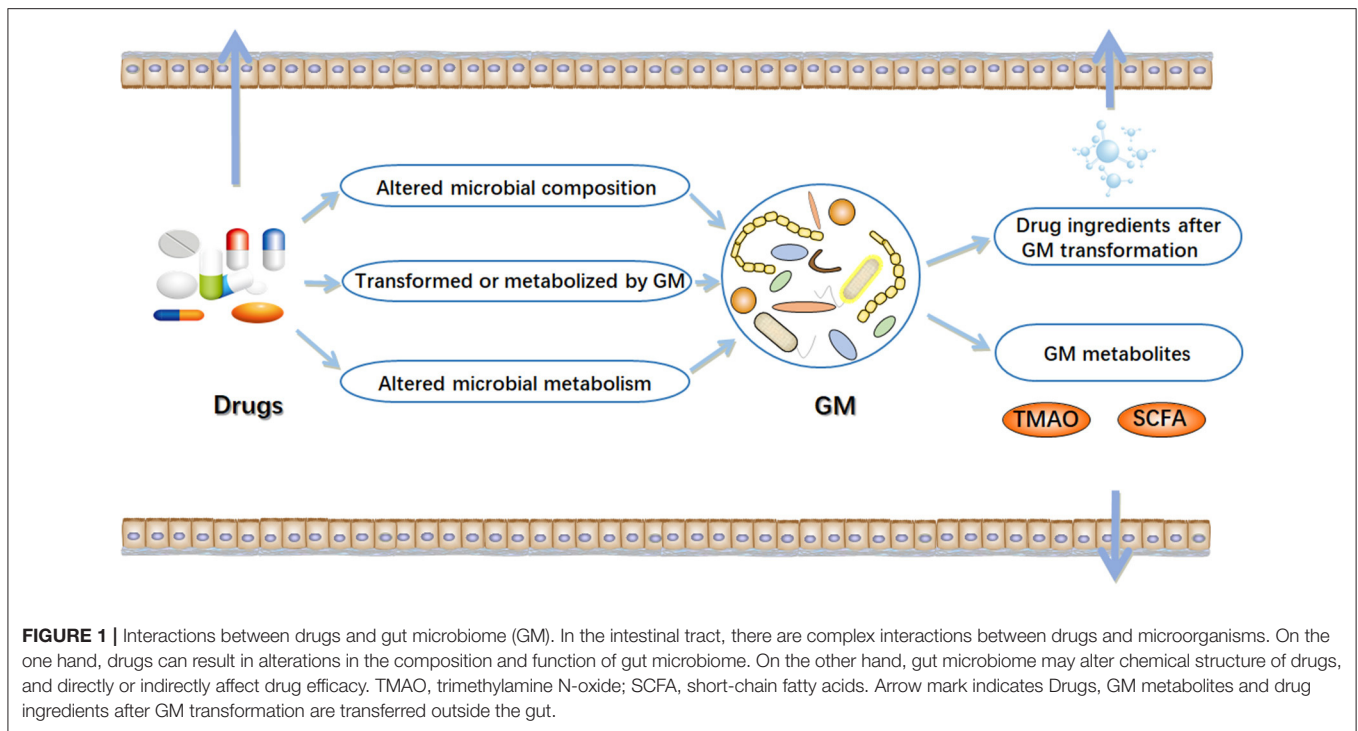 Altered microbial composition
Transformed or metabolized by GM
Altered microbial metabolism
Drugs
GM
Drug ingredients after
GM transformation
GM metabolites
TMAO
SCFA
FIGURE 1 | Interactions between drugs and gut microbiome (GM). In the intestinal tract, there are complex interactions between drugs and microorganisms. On the
one hand, drugs can result in alterations in the composition and function of gut microbiome. On the other hand, gut microbiome may alter chemical structure of drugs,
and directly or indirectly affect drug efficacy. TMAO, trimethylamine N-oxide; SCFA, short-chain fatty acids. Arrow mark indicates Drugs, GM metabolites and drug
ingredients after GM transformation are transferred outside the gut.